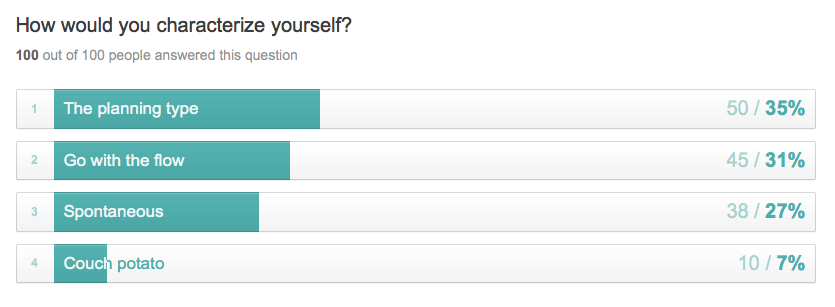 How would you characterize yourself?
100 out of 100 people answered this question
1 The planning type 50 / 35%
2 Go with the flow 45 / 31%
3 Spontaneous 38 / 27%
4 Couch potato 10 / 7%